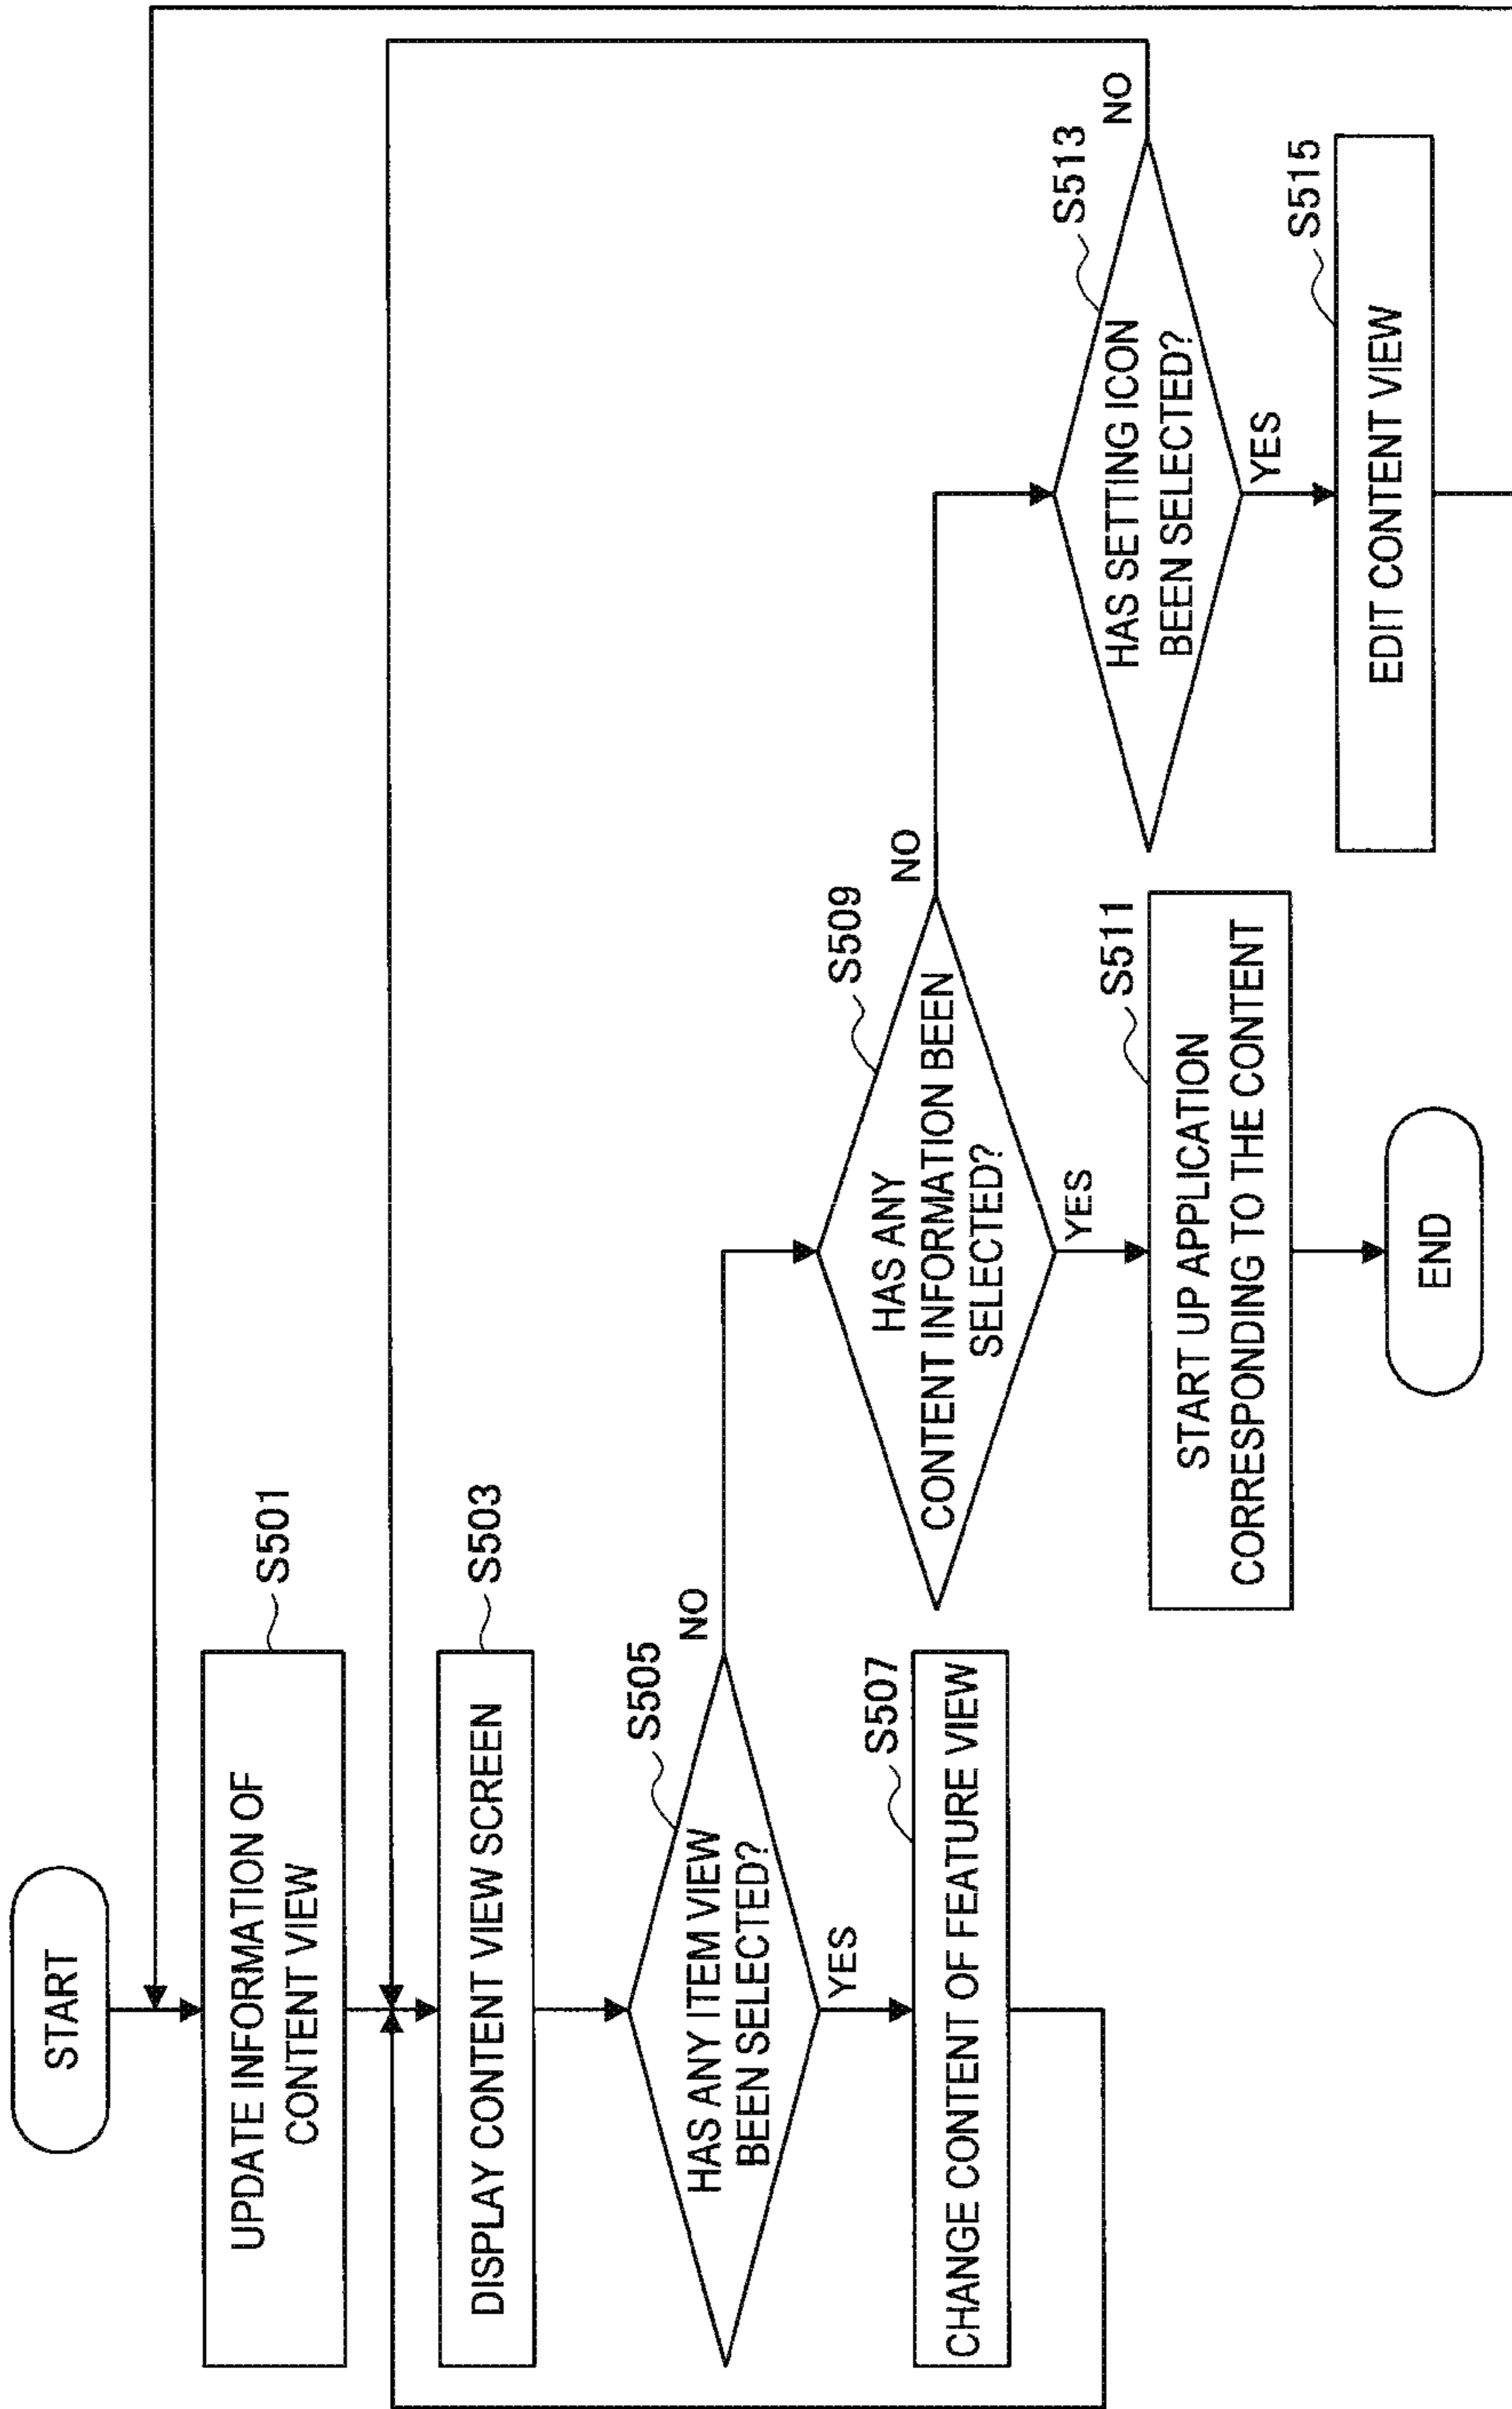 START
UPDATE INFORMATION OF
CONTENT VIEW
S501
DISPLAY CONTENT VIEW SCREEN
S503
HAS ANY ITEM VIEW
BEEN SELECTED?
S505
NO
YES
CHANGE CONTENT OF FEATURE VIEW
S507
HAS ANY
CONTENT INFORMATION BEEN
SELECTED?
S509
NO
YES
START UP APPLICATION
CORRESPONDING TO THE CONTENT
S511
END
HAS SETTING ICON
BEEN SELECTED?
S513
NO
YES
EDIT CONTENT VIEW
S515